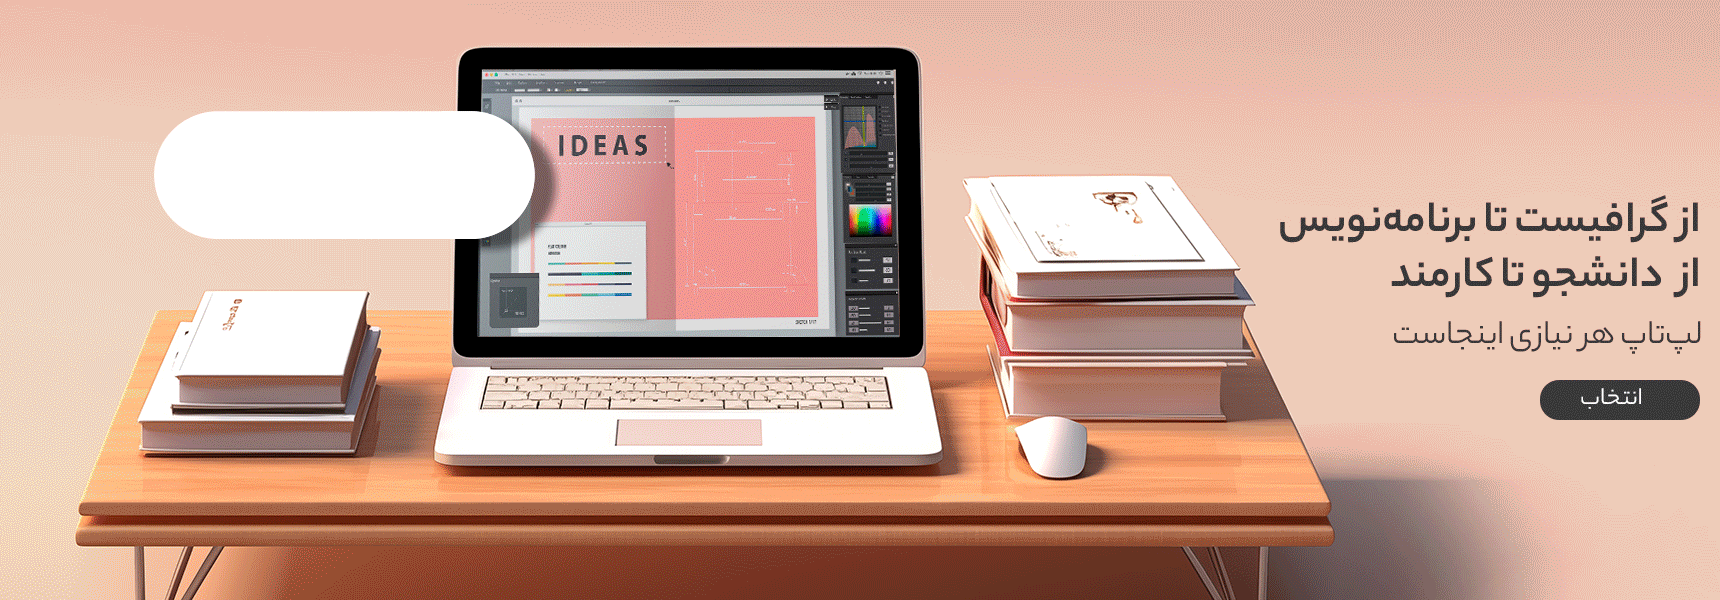 از گرافیست تا برنامه‌نویس
از دانشجو تا کارمند
لپ‌تاپ هر نیازی اینجاست
انتخاب
IDEAS